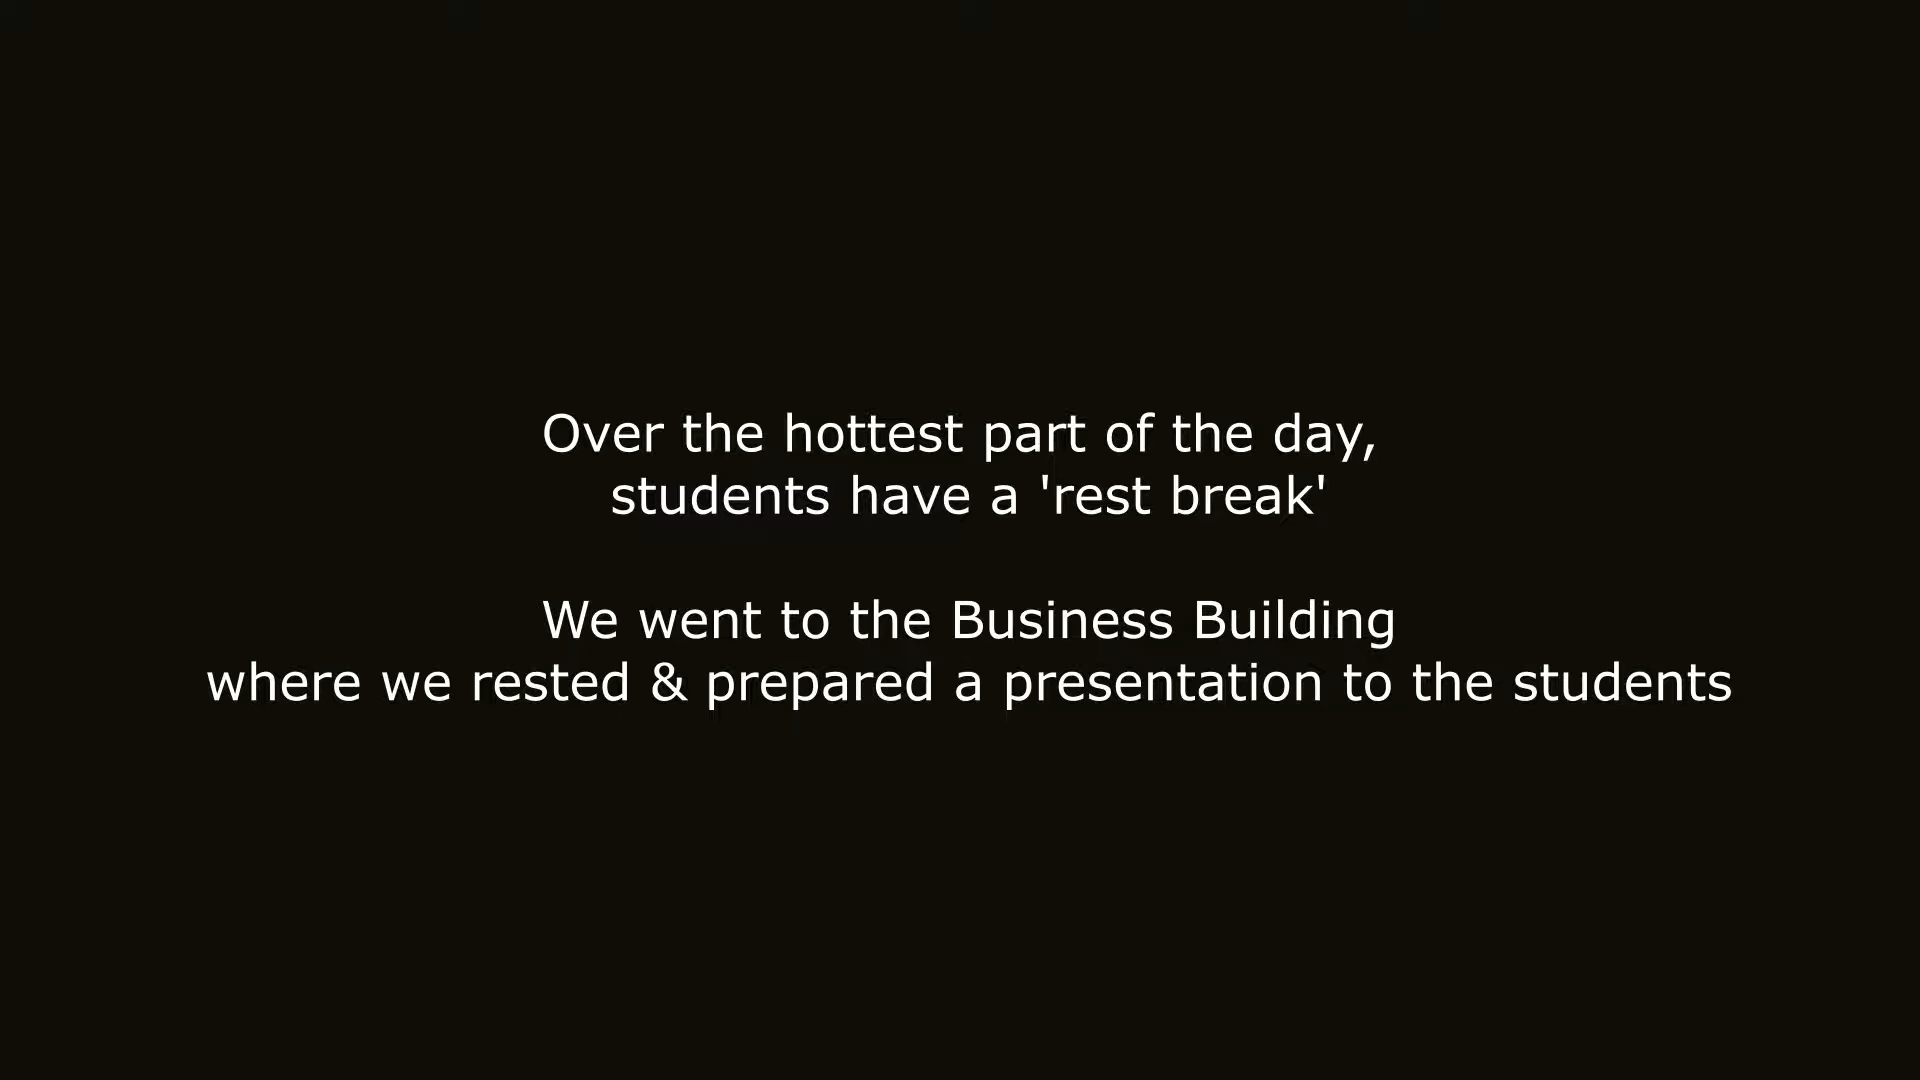 Over the hottest part of the day,
students have a 'rest break'
We went to the Business Building
where we rested & prepared a presentation to the students